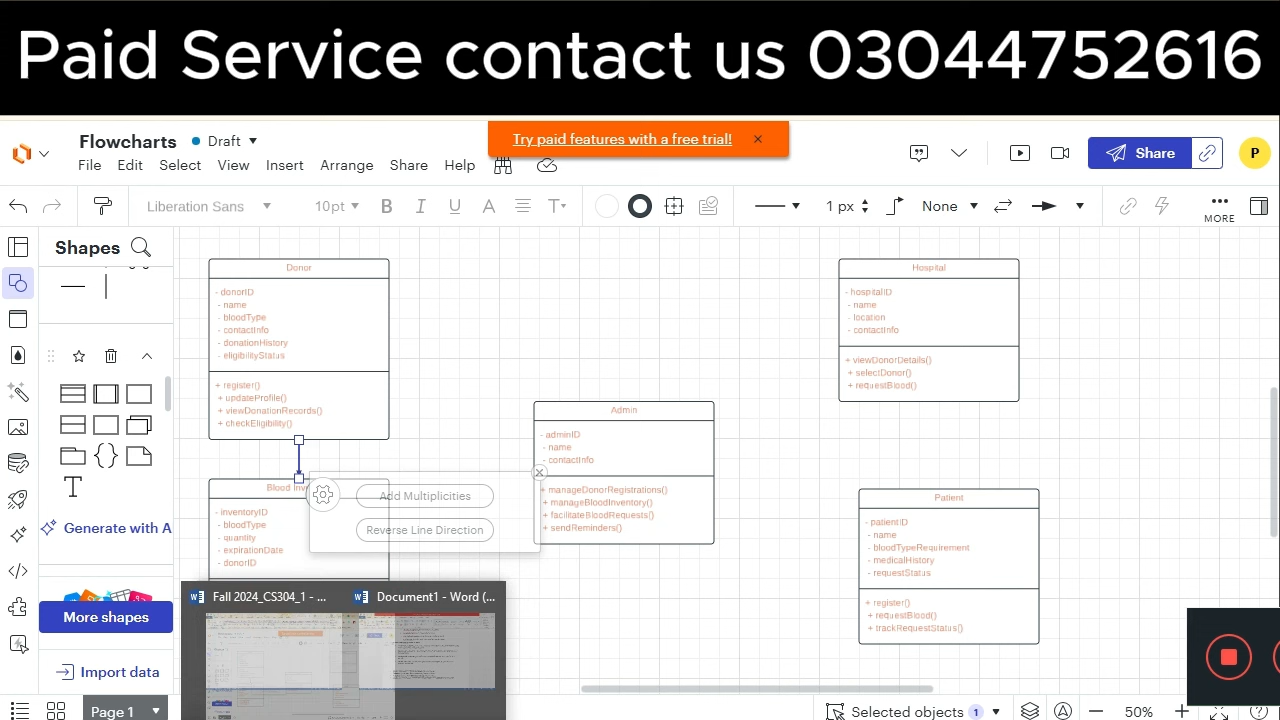 Paid Service contact us 03044752616
Flowcharts Draft
Try paid features with a free trial!
File Edit Select View Insert Arrange Share Help
Share
P
Liberation Sans 10pt B I U A T 1 px None MORE
Shapes
T
Generate with A
More shap
Import
Donor
- donorID
- name
- bloodType
- contactInfo
- donationHistory
- eligibilityStatus
+ register()
+ updateProfile()
+ viewDonationRecords()
+ checkEligibility()
Blood Inv
- inventoryID
- bloodType
- quantity
- expirationDate
donorID
Add Multiplicities
Reverse Line Direction
Admin
- adminID
- name
- contactInfo
+ manageDonorRegistrations()
+ manageBloodInventory()
+ facilitateBloodRequests()
+ sendReminders()
Hospital
- hospitalID
- name
- location
- contactInfo
+ viewDonorDetails()
+ selectDonor()
+ requestBlood()
Patient
- patientID
- name
- bloodTypeRequirement
- medicalHistory
- requestStatus
+ register()
+ requestBlood()
+ trackRequestStatus()
Fall 2024_CS304_1 - ...
Document1 - Word (...
Page 1
Selected objects 1
50%